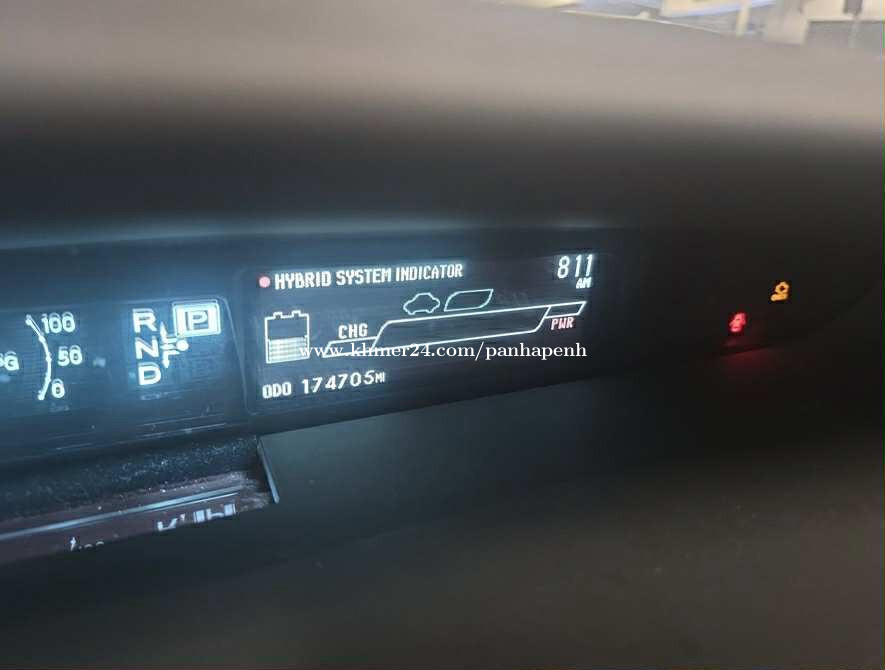 HYBRID SYSTEM INDICATOR
811
AM
100
50
0
R
N
D
P
CHG
PWR
www.khmer24.com/panhapenh
ODO 174705MI